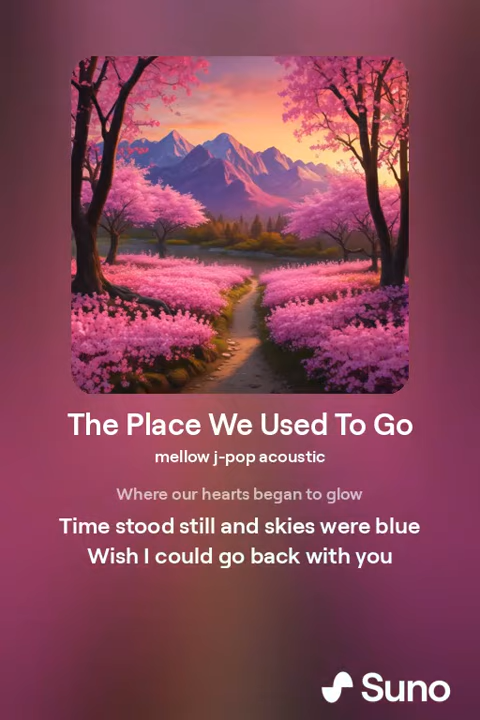 The Place We Used To Go
mellow j-pop acoustic
Where our hearts began to glow
Time stood still and skies were blue
Wish I could go back with you
Suno